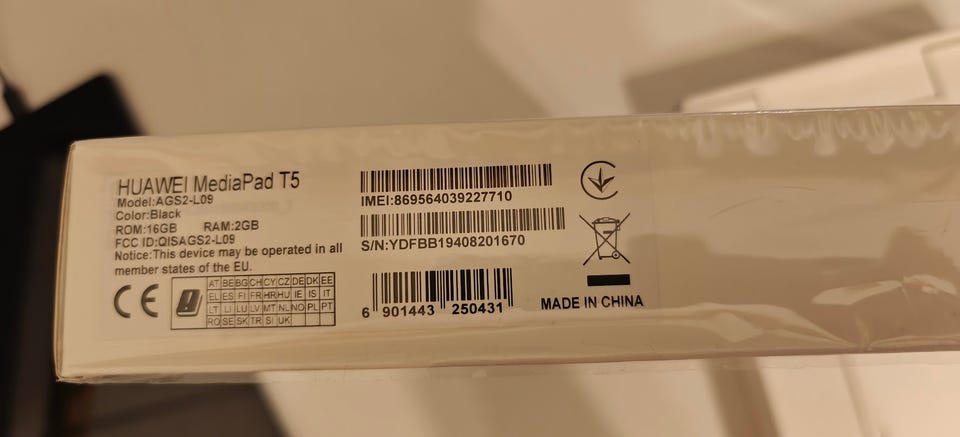 HUAWEI MediaPad T5
Model:AGS2-L09
Color:Black
ROM:16GB RAM:2GB
FCC ID:QISAGS2-L09
Notice:This device may be operated in all
member states of the EU.
CE
AT BE BG CH CY CZ DE DK EE
EL ES FI FR HR HU IE IS IT
LT LI LU LV MT NL NO PL PT
RO SE SK TR SI UK
IMEI:869564039227710
S/N:YDFBB19408201670
6 901443 250431
MADE IN CHINA